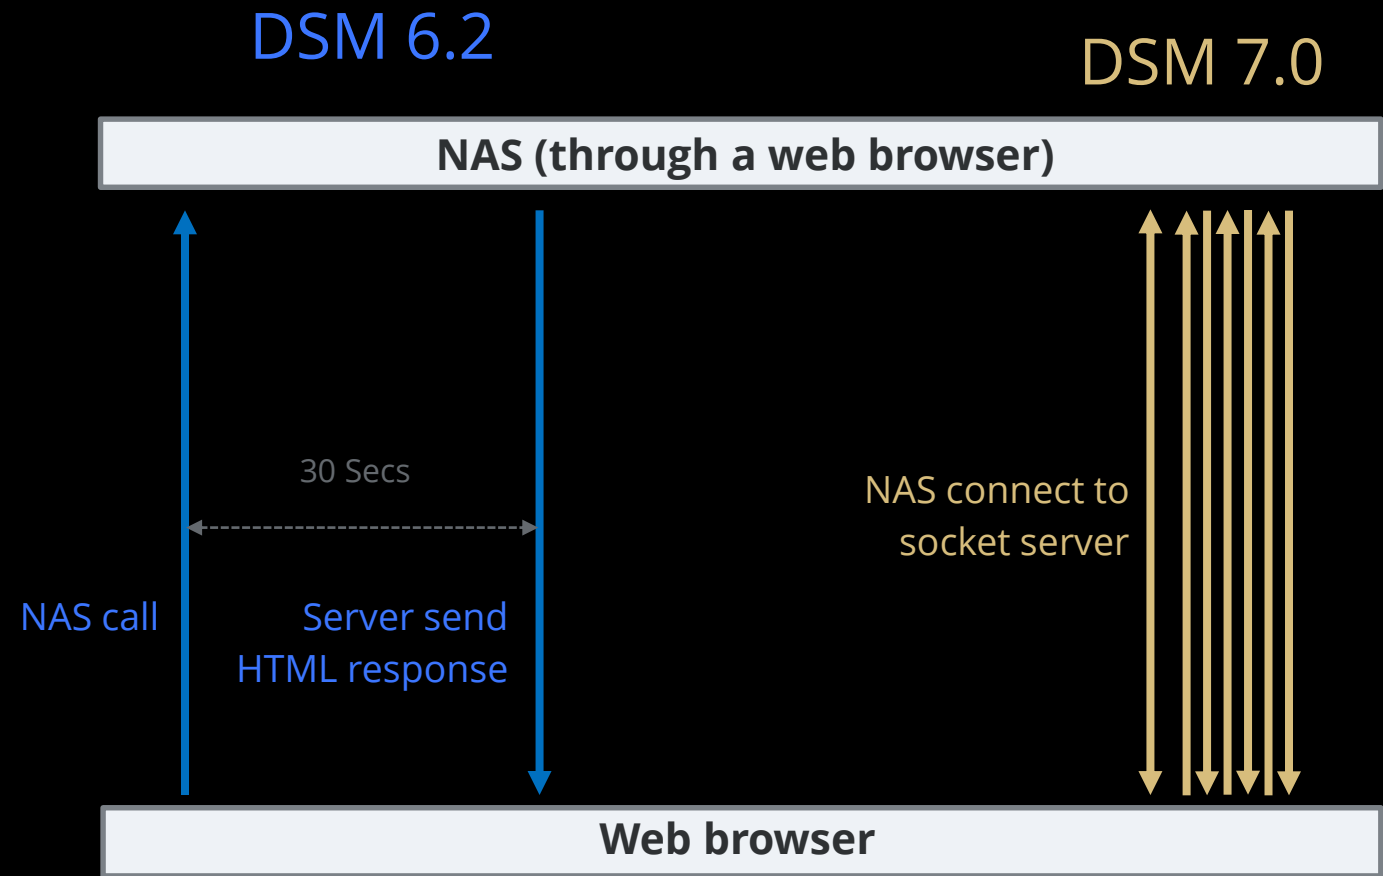 DSM 6.2
DSM 7.0
NAS (through a web browser)
30 Secs
NAS connect to
socket server
NAS call
Server send
HTML response
Web browser